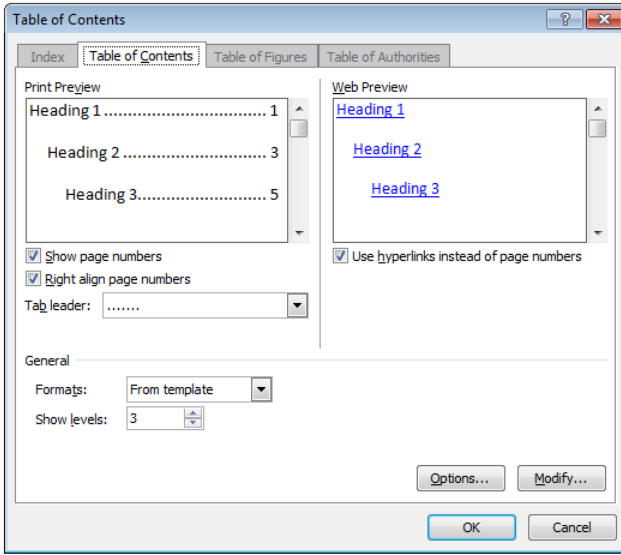 Table of Contents
Index Table of Contents Table of Figures Table of Authorities
Print Preview
Heading 1 .................................. 1
Heading 2 .............................. 3
Heading 3........................... 5
Show page numbers
Right align page numbers
Tab leader: .......
Web Preview
Heading 1
Heading 2
Heading 3
Use hyperlinks instead of page numbers
General
Formats: From template
Show levels: 3
Options... Modify...
OK Cancel